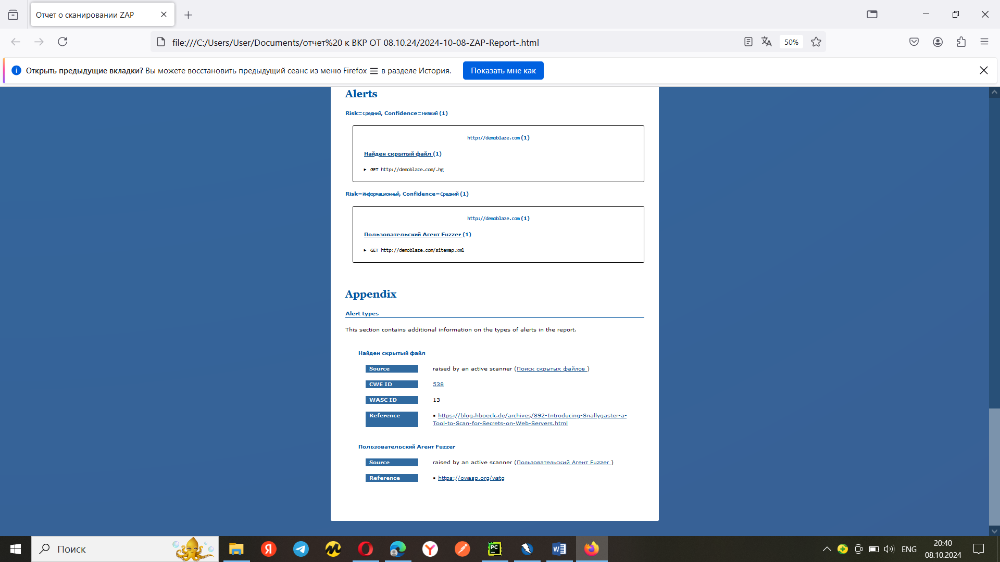 Отчет о сканировании ZAP
file:///C:/Users/User/Documents/отчет%20 к ВКР ОТ 08.10.24/2024-10-08-ZAP-Report-.html
50%
Открыть предыдущие вкладки? Вы можете восстановить предыдущий сеанс из меню Firefox в разделе История.
Показать мне как
Alerts
Risk=Средний, Confidence=Низкий (1)
http://demoblaze.com (1)
Найден скрытый файл (1)
GET http://demoblaze.com/.hg
Risk=Информационный, Confidence=Средний (1)
http://demoblaze.com (1)
Пользовательский Агент Fuzzer (1)
GET http://demoblaze.com/sitemap.xml
Appendix
Alert types
This section contains additional information on the types of alerts in the report.
Найден скрытый файл
Source raised by an active scanner (Поиск скрытых файлов )
CWE ID 538
WASC ID 13
Reference ▪ https://blog.hboeck.de/archives/892-Introducing-Snallygaster-a-
Tool-to-Scan-for-Secrets-on-Web-Servers.html
Пользовательский Агент Fuzzer
Source raised by an active scanner (Пользовательский Агент Fuzzer )
Reference ▪ https://owasp.org/wstg
Поиск
Я
Y
PC
W
ENG
20:40
08.10.2024